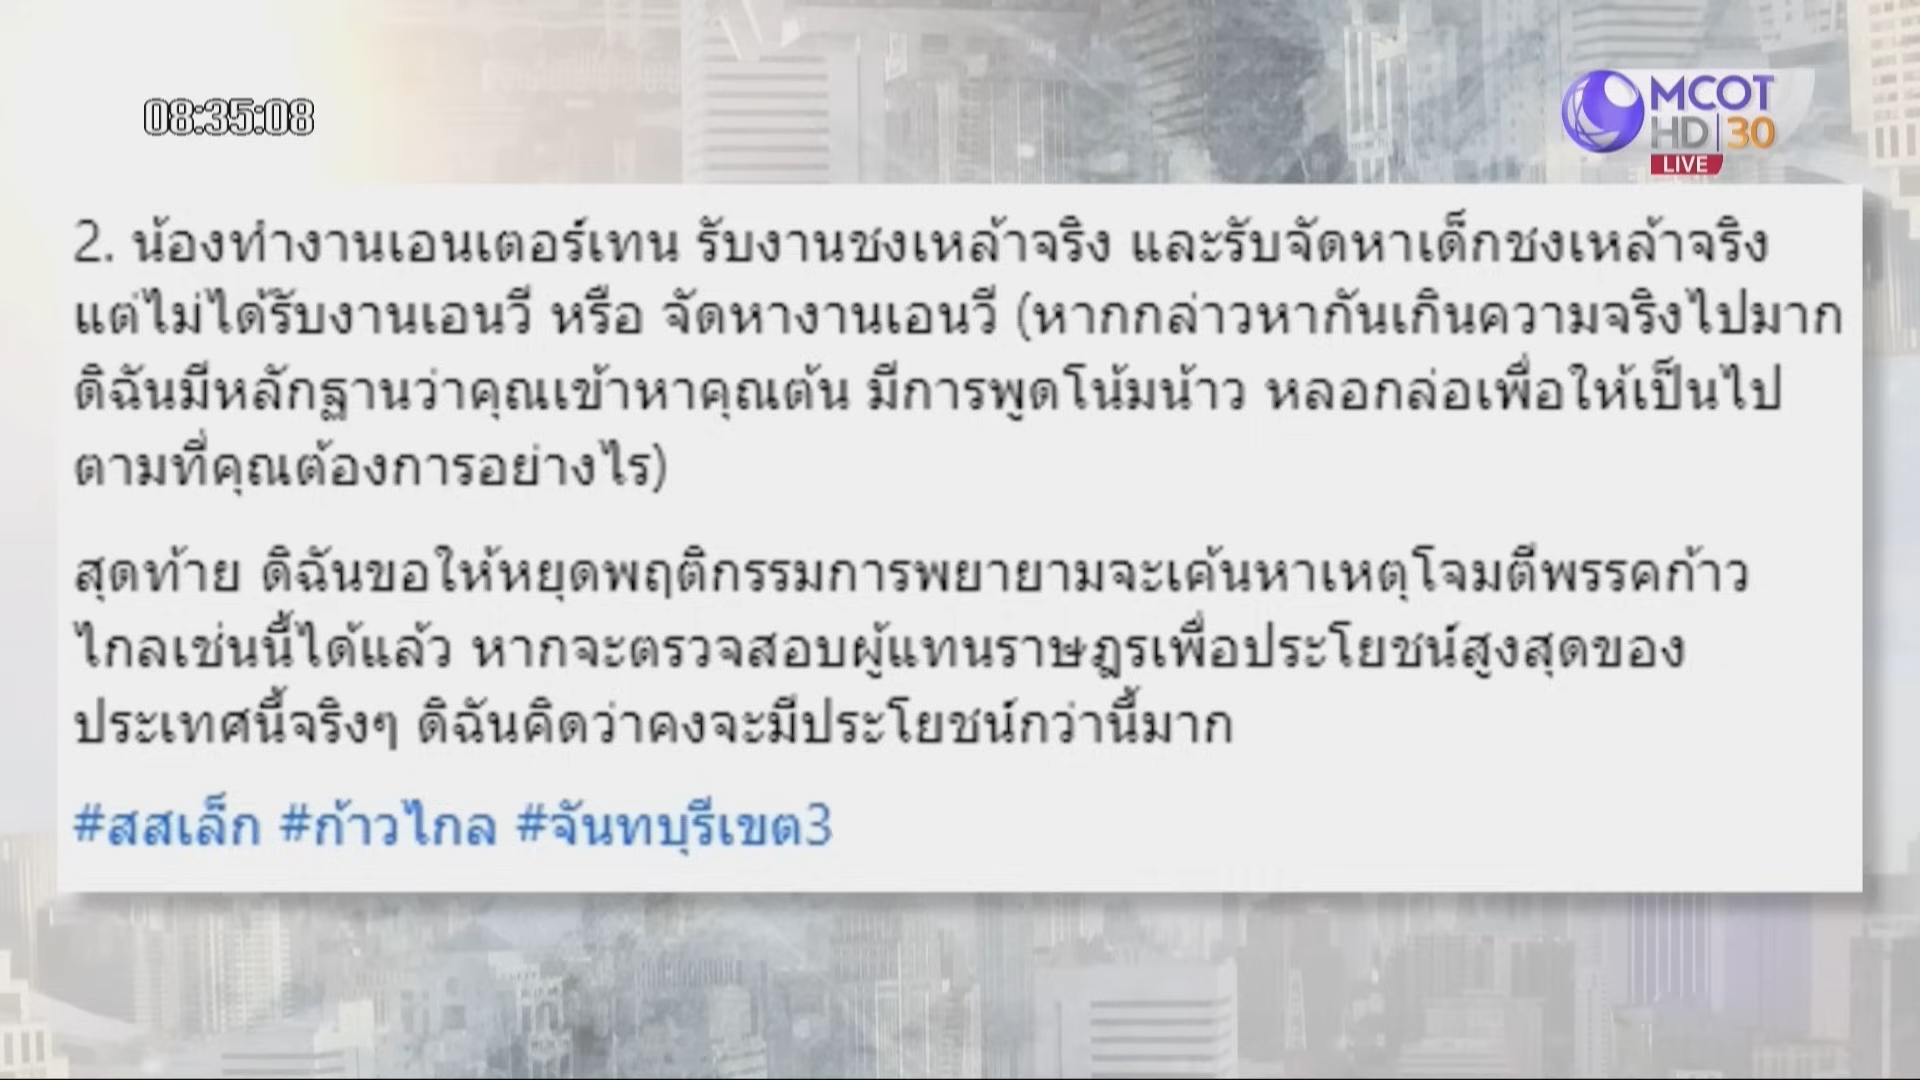 08:35:08
MCOT
HD 30
LIVE
2. น้องทำงานเอนเตอร์เทน รับงานชงเหล้าจริง และรับจัดหาเด็กชงเหล้าจริง
แต่ไม่ได้รับงานเอนวี หรือ จัดหางานเอนวี (หากกล่าวหากันเกินความจริงไปมาก
ดิฉันมีหลักฐานว่าคุณเข้าหาคุณต้น มีการพูดโน้มน้าว หลอกล่อเพื่อให้เป็นไป
ตามที่คุณต้องการอย่างไร)
สุดท้าย ดิฉันขอให้หยุดพฤติกรรมการพยายามจะเค้นหาเหตุโจมตีพรรคก้าว
ไกลเช่นนี้ได้แล้ว หากจะตรวจสอบผู้แทนราษฎรเพื่อประโยชน์สูงสุดของ
ประเทศนี้จริงๆ ดิฉันคิดว่าคงจะมีประโยชน์กว่านี้มาก
#สสเล็ก #ก้าวไกล #จันทบุรีเขต3